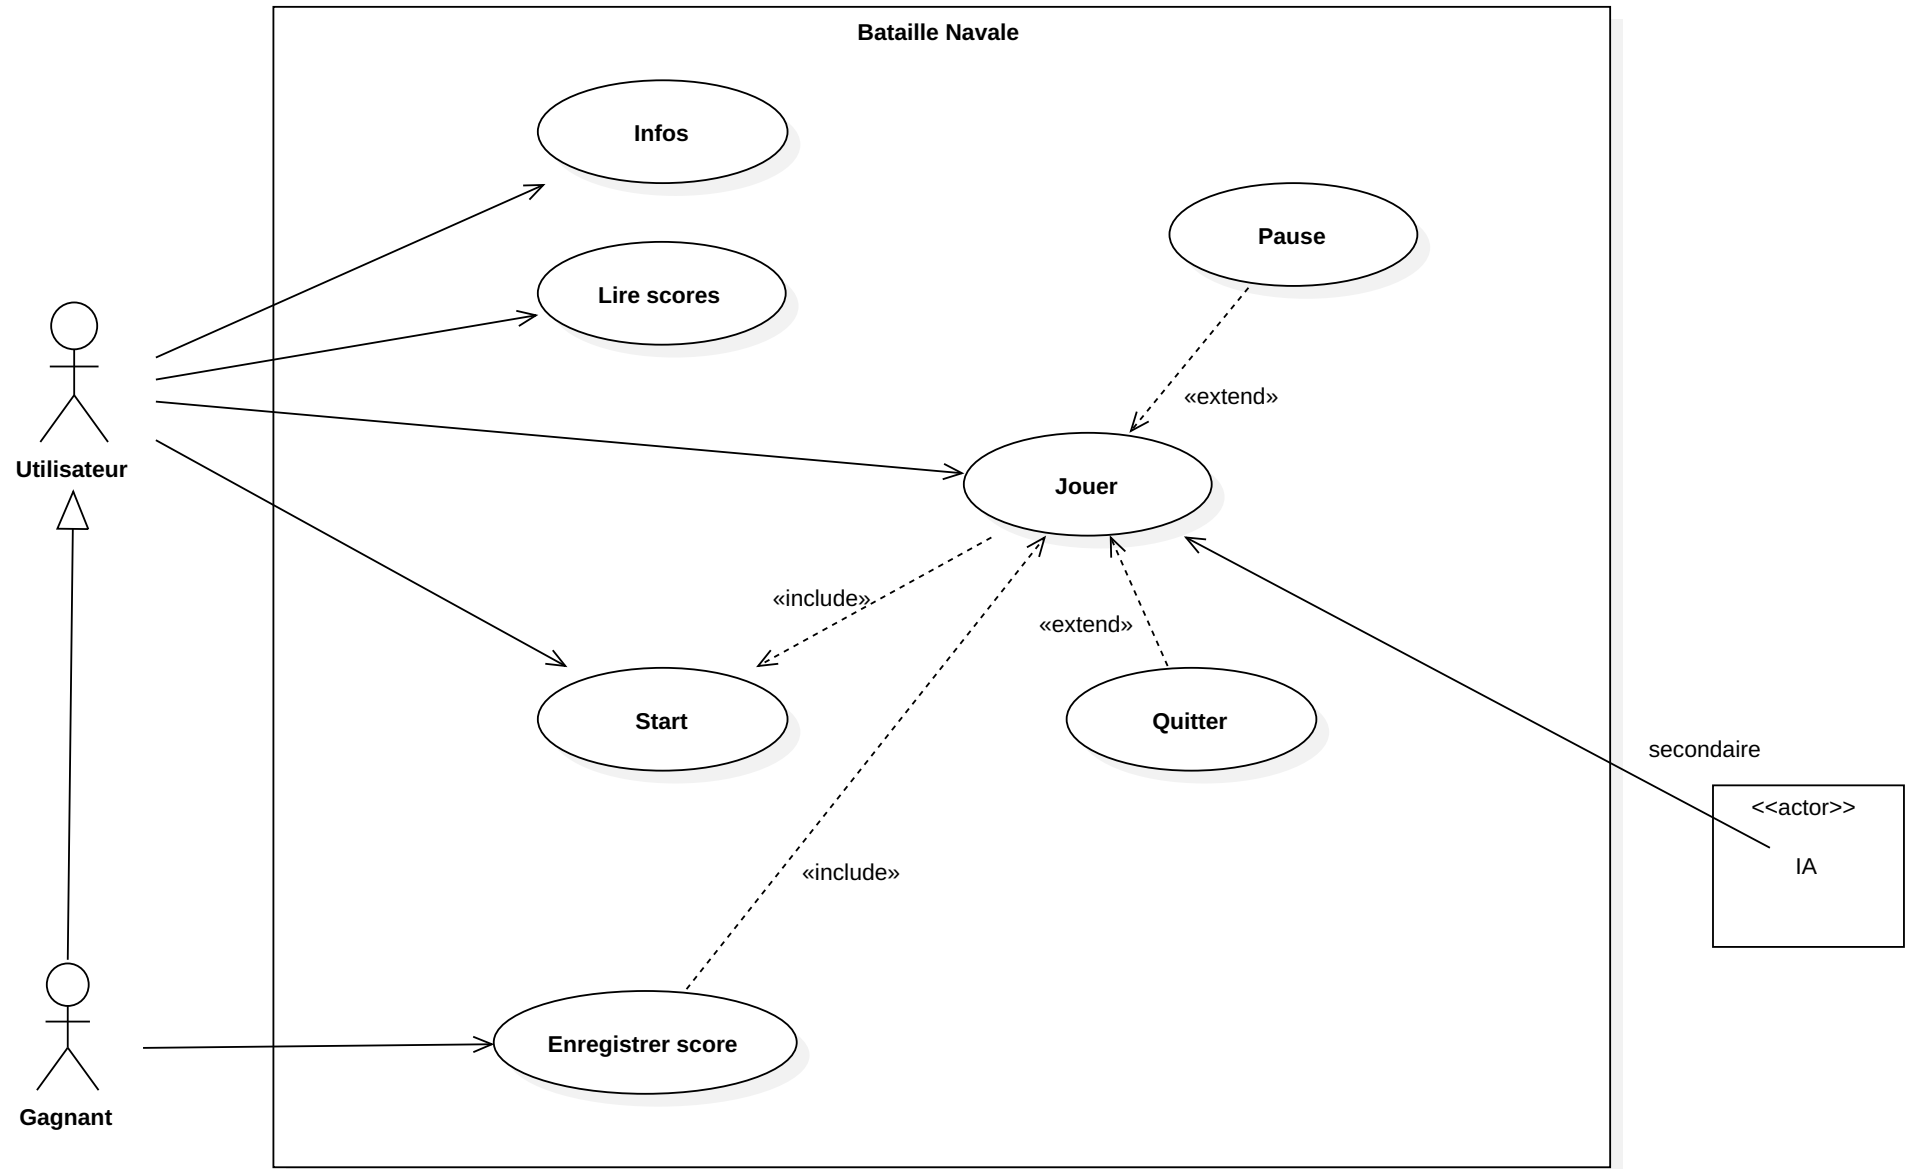 Bataille Navale
Infos
Pause
Lire scores
«extend»
Utilisateur
Jouer
«include»
«extend»
Start
Quitter
secondaire
<<actor>>
IA
«include»
Enregistrer score
Gagnant